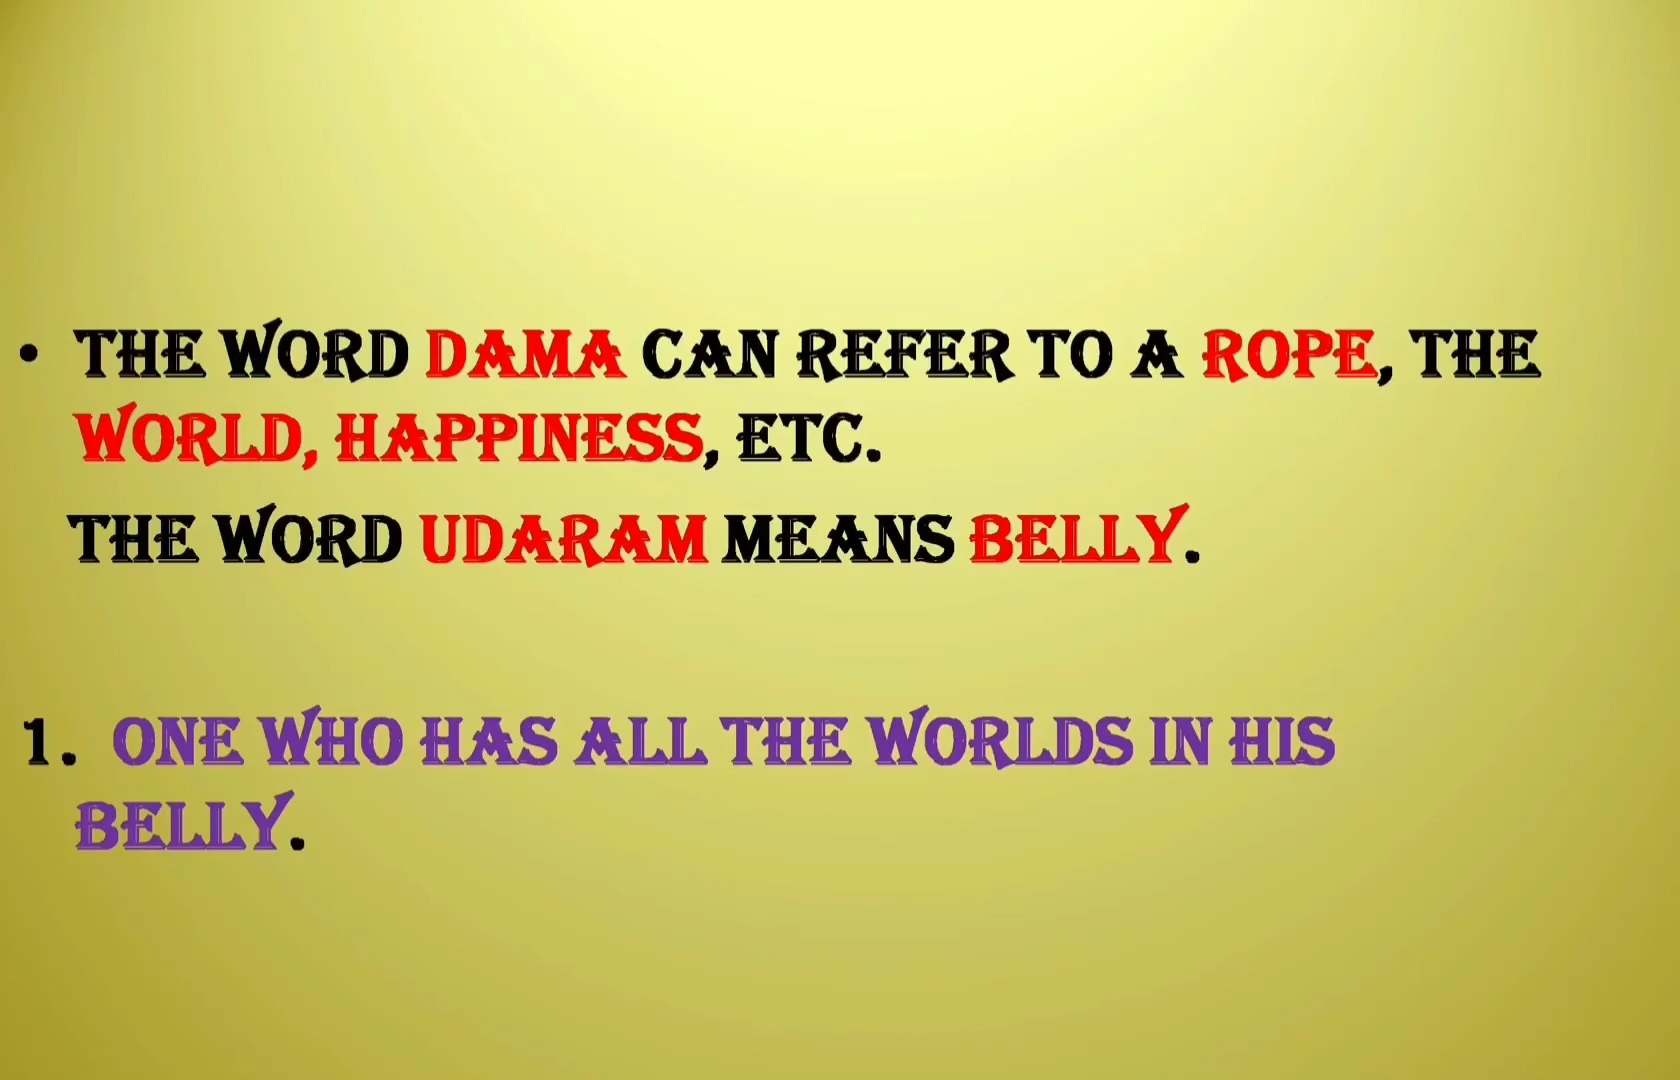 • THE WORD DAMA CAN REFER TO A ROPE, THE
WORLD, HAPPINESS, ETC.
THE WORD UDARAM MEANS BELLY.
1. ONE WHO HAS ALL THE WORLDS IN HIS
BELLY.